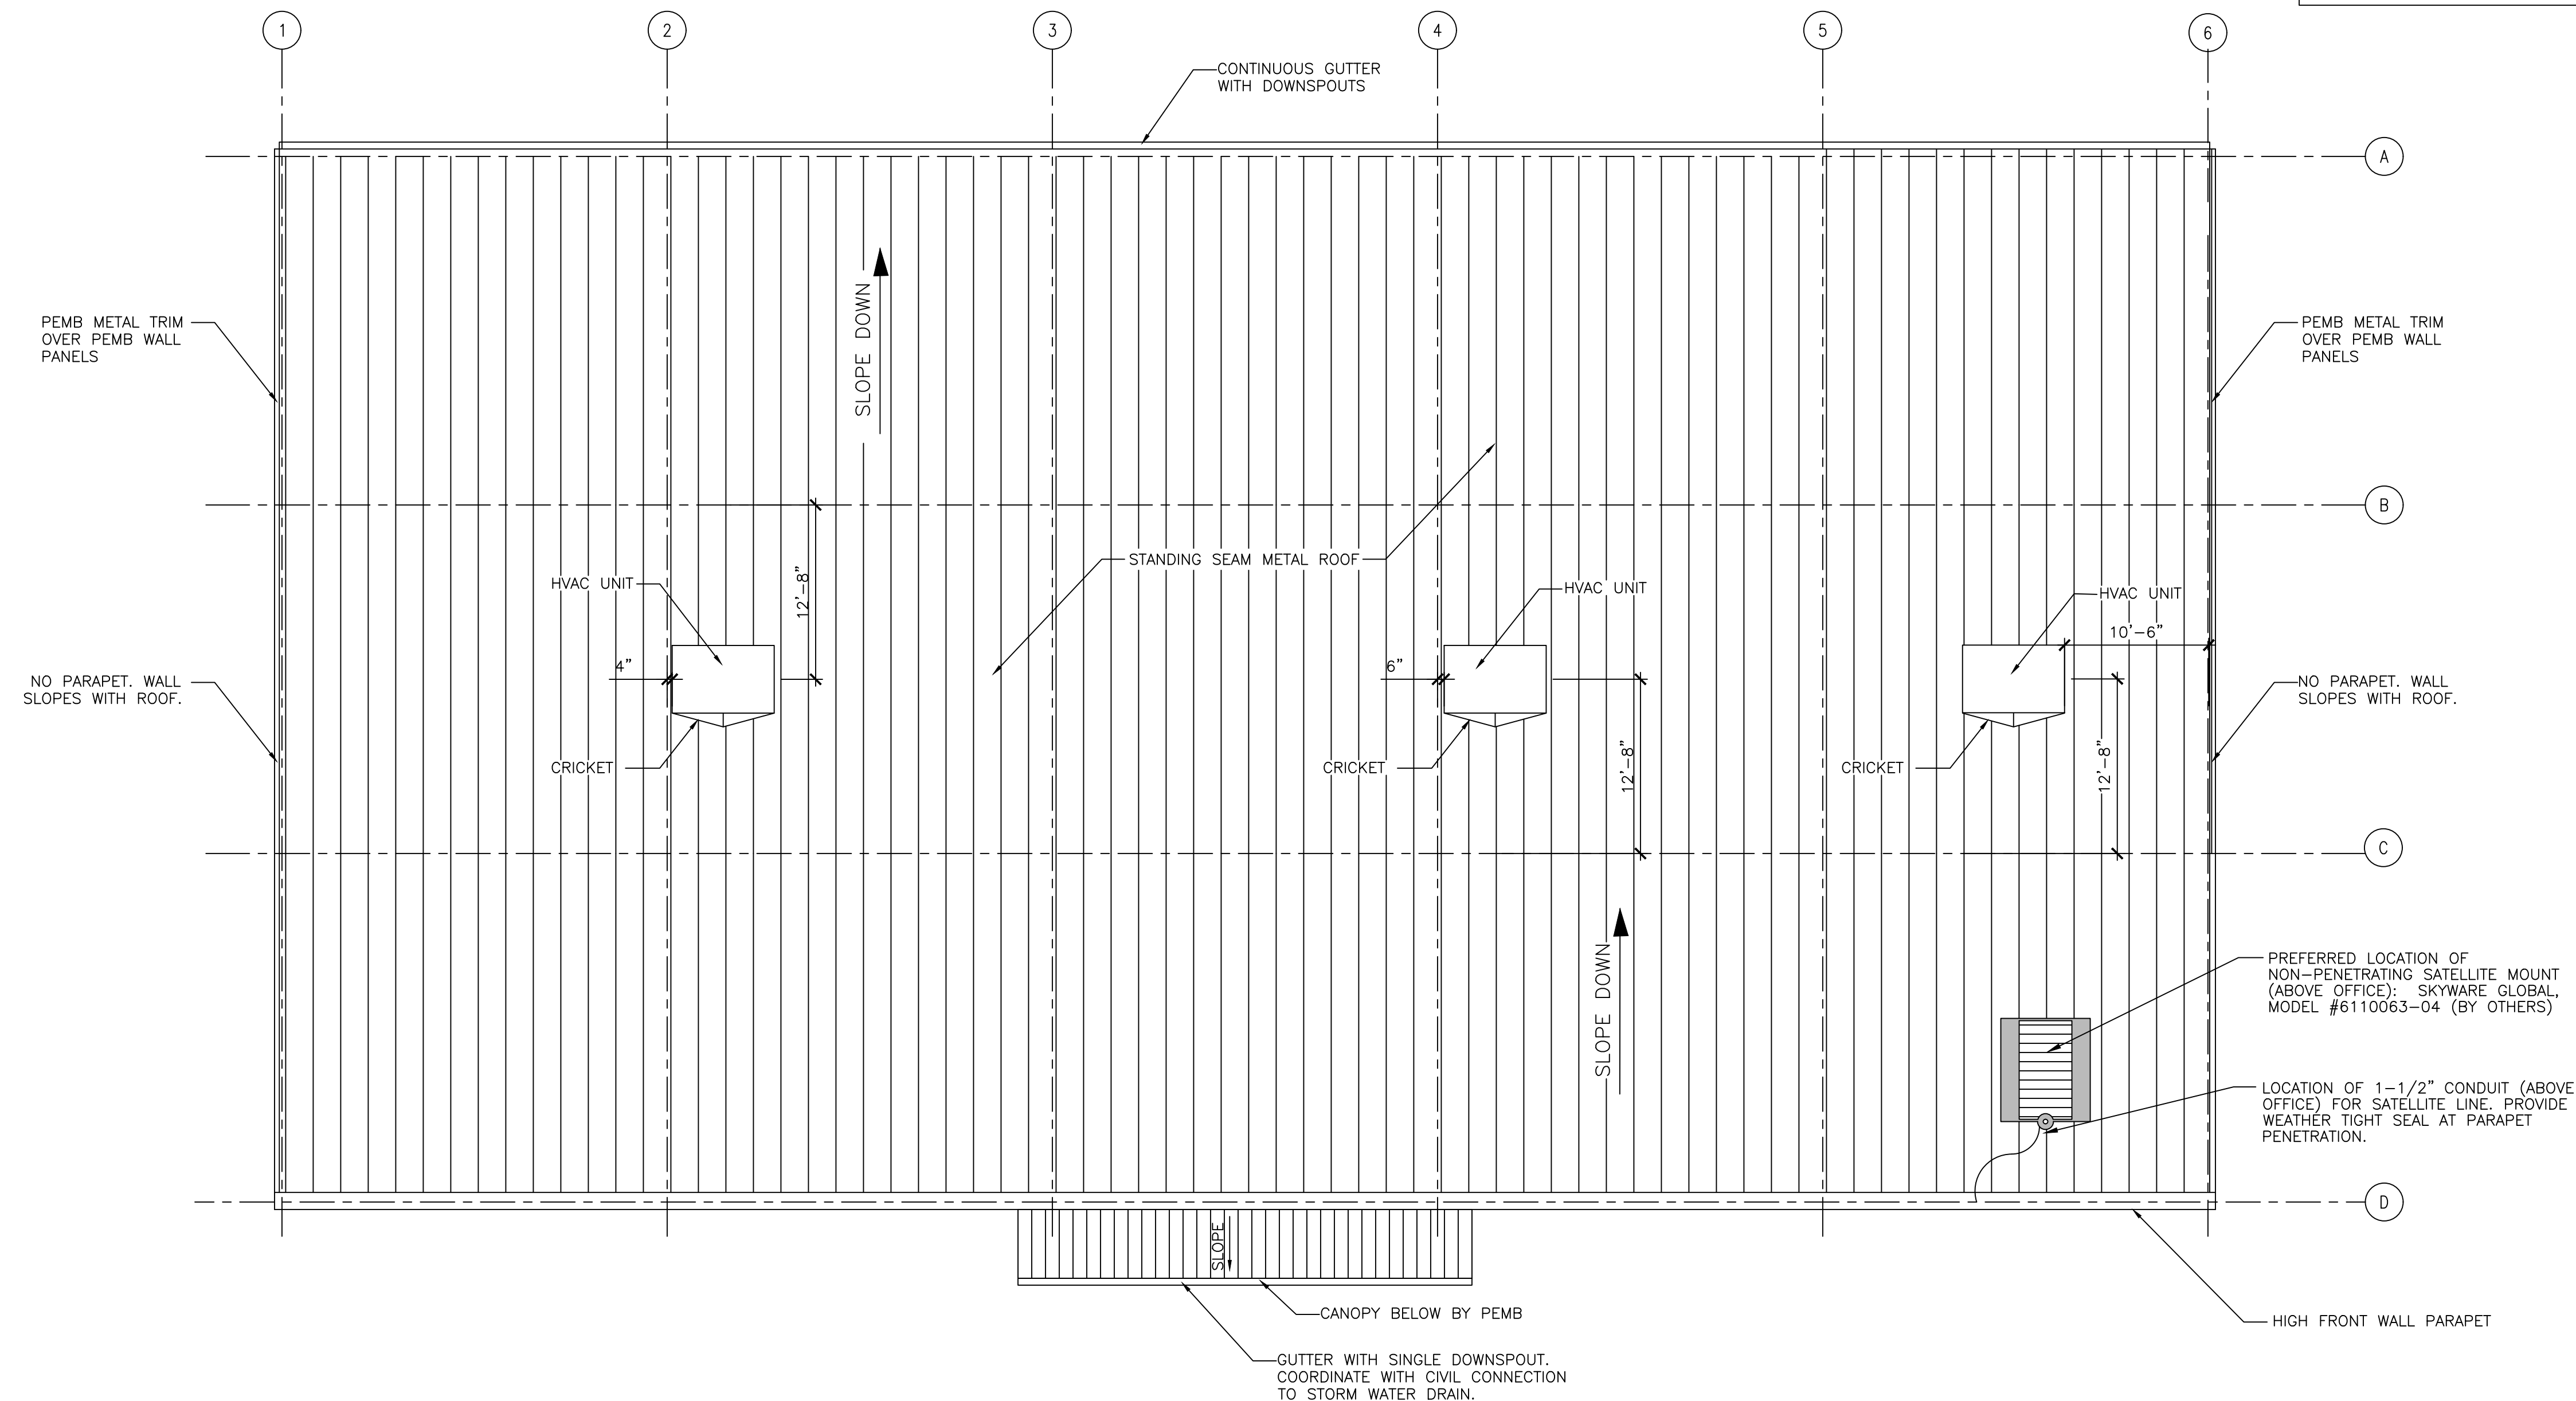 1
2
3
4
5
6
CONTINUOUS GUTTER
WITH DOWNSPOUTS
A
SLOPE DOWN
PEMB METAL TRIM
OVER PEMB WALL
PANELS
PEMB METAL TRIM
OVER PEMB WALL
PANELS
B
STANDING SEAM METAL ROOF
HVAC UNIT
12'-8"
HVAC UNIT
HVAC UNIT
10'-6"
4"
6"
NO PARAPET. WALL
SLOPES WITH ROOF.
NO PARAPET. WALL
SLOPES WITH ROOF.
CRICKET
CRICKET
12'-8"
CRICKET
12'-8"
C
SLOPE DOWN
PREFERRED LOCATION OF
NON-PENETRATING SATELLITE MOUNT
(ABOVE OFFICE): SKYWARE GLOBAL,
MODEL #6110063-04 (BY OTHERS)
LOCATION OF 1-1/2" CONDUIT (ABOVE
OFFICE) FOR SATELLITE LINE. PROVIDE
WEATHER TIGHT SEAL AT PARAPET
PENETRATION.
D
SLOPE
CANOPY BELOW BY PEMB
HIGH FRONT WALL PARAPET
GUTTER WITH SINGLE DOWNSPOUT.
COORDINATE WITH CIVIL CONNECTION
TO STORM WATER DRAIN.